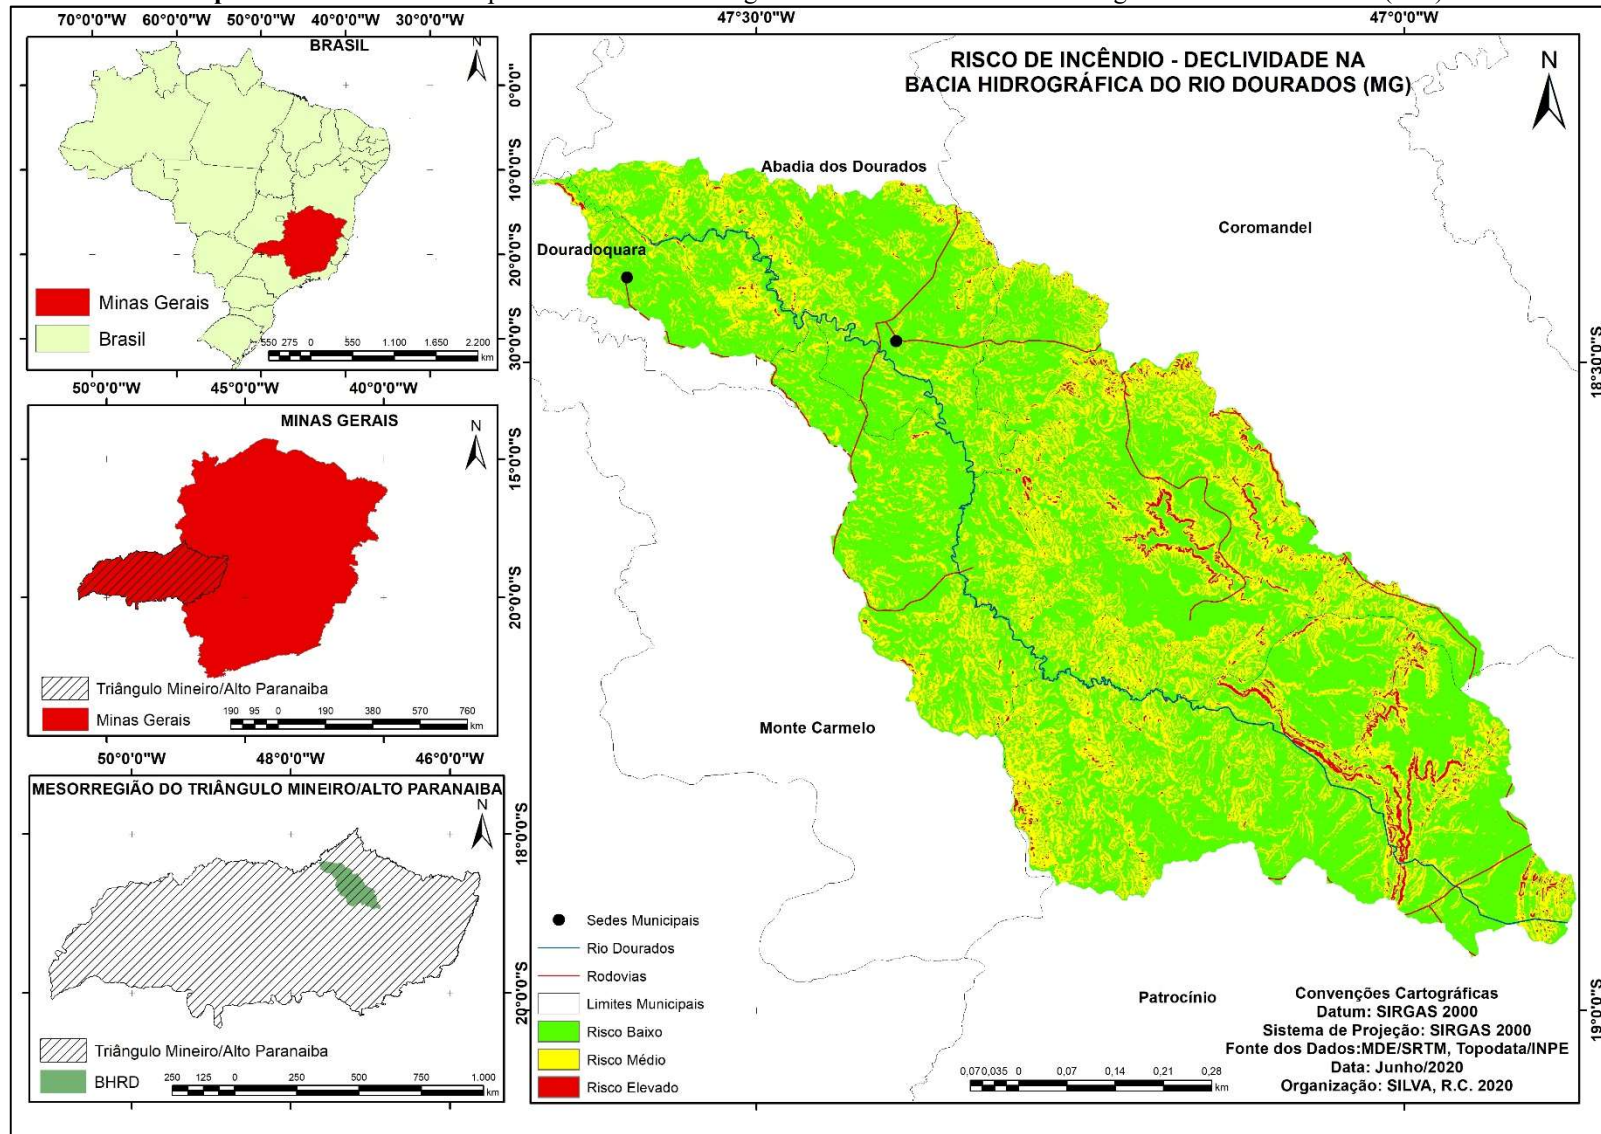 70°0'0"W 60°0'0"W 50°0'0"W 40°0'0"W 30°0'0"W
BRASIL
N
0°0'0"
10°0'0"S
20°0'0"S
30°0'0"S
Minas Gerais
Brasil
550 275 0 550 1.100 1.650 2.200
km
50°0'0"W 45°0'0"W 40°0'0"W
MINAS GERAIS
N
15°0'0"S
20°0'0"S
Triângulo Mineiro/Alto Paranaiba
Minas Gerais
190 95 0 190 380 570 760
km
50°0'0"W 48°0'0"W 46°0'0"W
MESORREGIÃO DO TRIÂNGULO MINEIRO/ALTO PARANAIBA
N
18°0'0"S
20°0'0"S
Triângulo Mineiro/Alto Paranaiba
BHRD
250 125 0 250 500 750 1.000
km
47°30'0"W 47°0'0"W
RISCO DE INCÊNDIO - DECLIVIDADE NA
BACIA HIDROGRÁFICA DO RIO DOURADOS (MG)
N
Abadia dos Dourados
Coromandel
Douradoquara
18°30'0"S
Monte Carmelo
Patrocínio
19°0'0"S
Sedes Municipais
Rio Dourados
Rodovias
Limites Municipais
Risco Baixo
Risco Médio
Risco Elevado
0,07 0,035 0 0,07 0,14 0,21 0,28
km
Convenções Cartográficas
Datum: SIRGAS 2000
Sistema de Projeção: SIRGAS 2000
Fonte dos Dados:MDE/SRTM, Topodata/INPE
Data: Junho/2020
Organização: SILVA, R.C. 2020